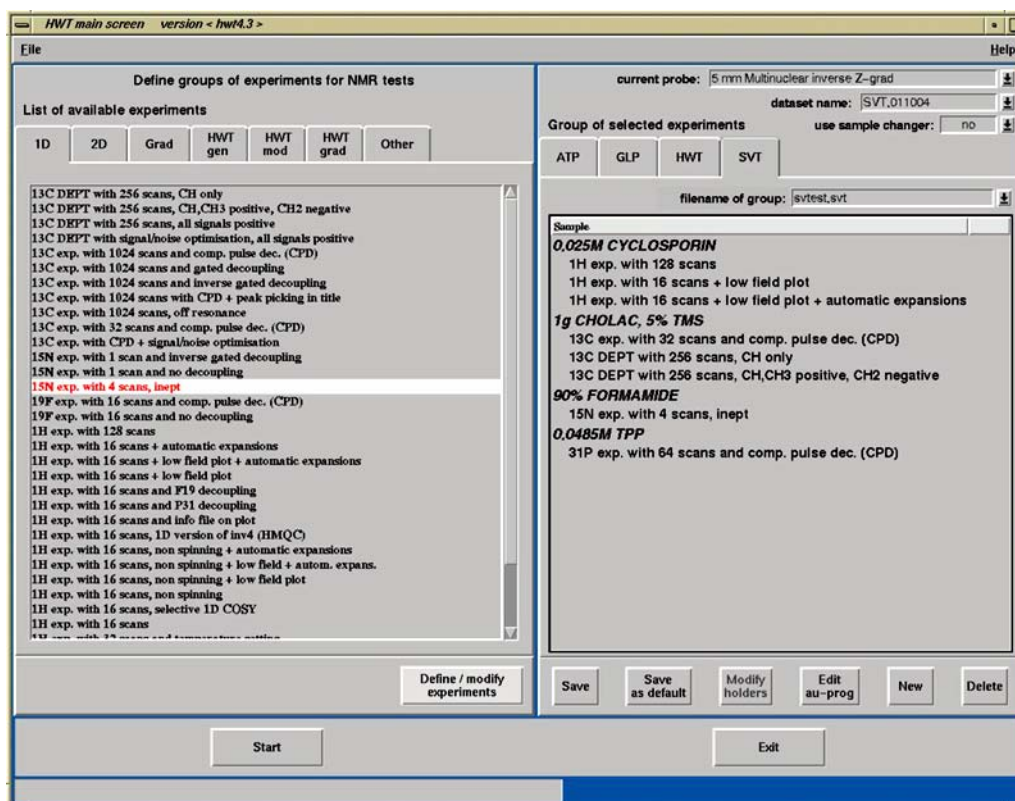 HWT main screen version < hwt4.3 >
File
Help
Define groups of experiments for NMR tests
List of available experiments
1D
2D
Grad
HWT gen
HWT mod
HWT grad
Other
13C DEPT with 256 scans, CH only
13C DEPT with 256 scans, CH,CH3 positive, CH2 negative
13C DEPT with 256 scans, all signals positive
13C DEPT with signal/noise optimisation, all signals positive
13C exp. with 1024 scans and comp. pulse dec. (CPD)
13C exp. with 1024 scans and gated decoupling
13C exp. with 1024 scans and inverse gated decoupling
13C exp. with 1024 scans with CPD + peak picking in title
13C exp. with 1024 scans, off resonance
13C exp. with 32 scans and comp. pulse dec. (CPD)
13C exp. with CPD + signal/noise optimisation
15N exp. with 1 scan and inverse gated decoupling
15N exp. with 1 scan and no decoupling
15N exp. with 4 scans, inept
19F exp. with 16 scans and comp. pulse dec. (CPD)
19F exp. with 16 scans and no decoupling
1H exp. with 128 scans
1H exp. with 16 scans + automatic expansions
1H exp. with 16 scans + low field plot + automatic expansions
1H exp. with 16 scans + low field plot
1H exp. with 16 scans and F19 decoupling
1H exp. with 16 scans and P31 decoupling
1H exp. with 16 scans and info file on plot
1H exp. with 16 scans, 1D version of inv4 (HMQC)
1H exp. with 16 scans, non spinning + automatic expansions
1H exp. with 16 scans, non spinning + low field + autom. expans.
1H exp. with 16 scans, non spinning + low field plot
1H exp. with 16 scans, non spinning
1H exp. with 16 scans, selective 1D COSY
1H exp. with 16 scans
1H exp. with 32 scans and temperature setting
Define / modify
experiments
current probe: 5 mm Multinuclear inverse Z-grad
dataset name: SVT.011004
Group of selected experiments use sample changer: no
ATP
GLP
HWT
SVT
filename of group: svtest.svt
Sample
0,025M CYCLOSPORIN
1H exp. with 128 scans
1H exp. with 16 scans + low field plot
1H exp. with 16 scans + low field plot + automatic expansions
1g CHOLAC, 5% TMS
13C exp. with 32 scans and comp. pulse dec. (CPD)
13C DEPT with 256 scans, CH only
13C DEPT with 256 scans, CH,CH3 positive, CH2 negative
90% FORMAMIDE
15N exp. with 4 scans, inept
0,0485M TPP
31P exp. with 64 scans and comp. pulse dec. (CPD)
Save
Save
as default
Modify
holders
Edit
au-prog
New
Delete
Start
Exit